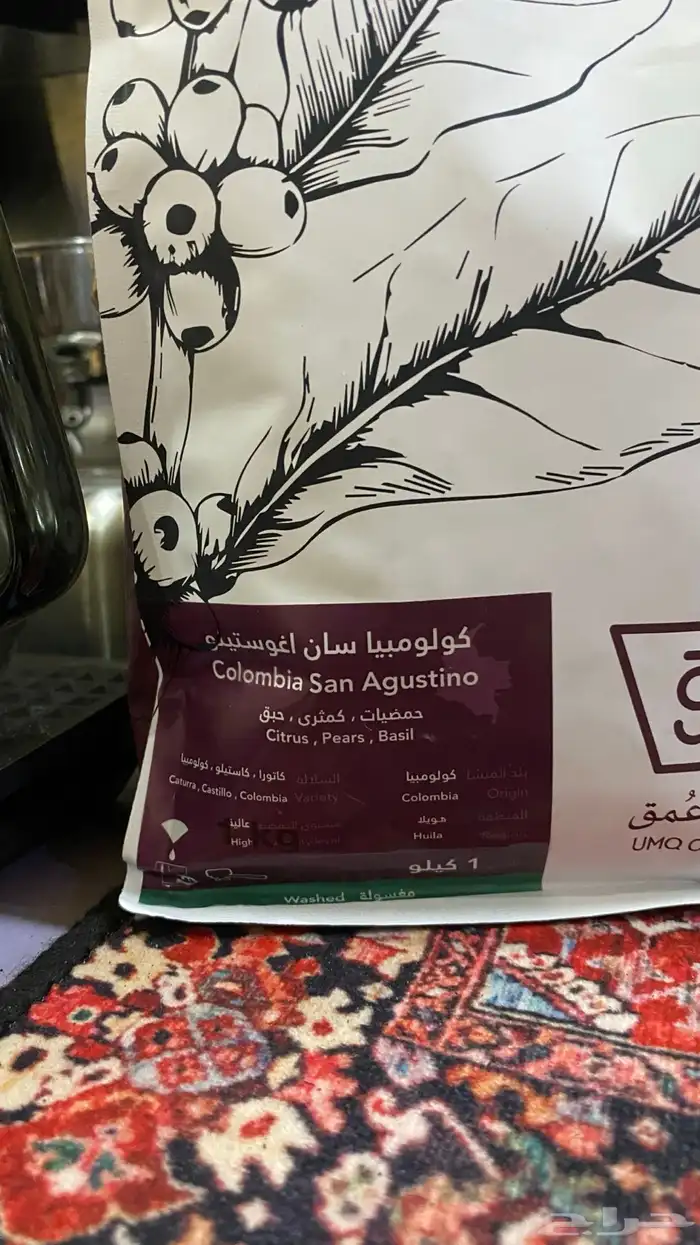 كولومبيا سان اغوستينو
Colombia San Agustino
حمضيات ، كمثرى ، حبق
Citrus , Pears , Basil
بلد المنشأ كولومبيا
Colombia Origin
السلالة كاتورا ، كاستيلو ، كولومبيا
Caturra , Castillo , Colombia Variety
المنطقة هويلا
Huila
عالية
High
1 كيلو
مغسولة Washed
عُمق
UMQ
حراج